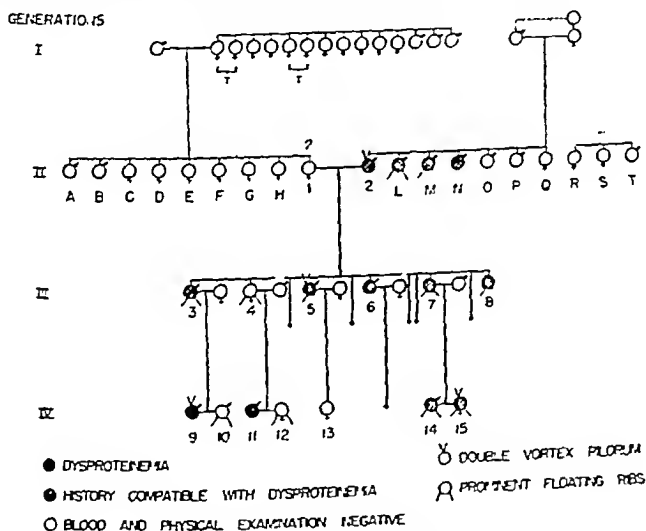 GENERATIONS
I
T T
?
II
A B C D E F G H 1 2 L M N O P Q R S T
III
3 4 5 6 7 8
IV
9 10 11 12 13 14 15
● DYSPROTEINEMIA
HISTORY COMPATIBLE WITH DYSPROTEINEMIA
○ BLOOD AND PHYSICAL EXAMINATION NEGATIVE
DOUBLE VORTEX PILORUM
PROMINENT FLOATING RIBS